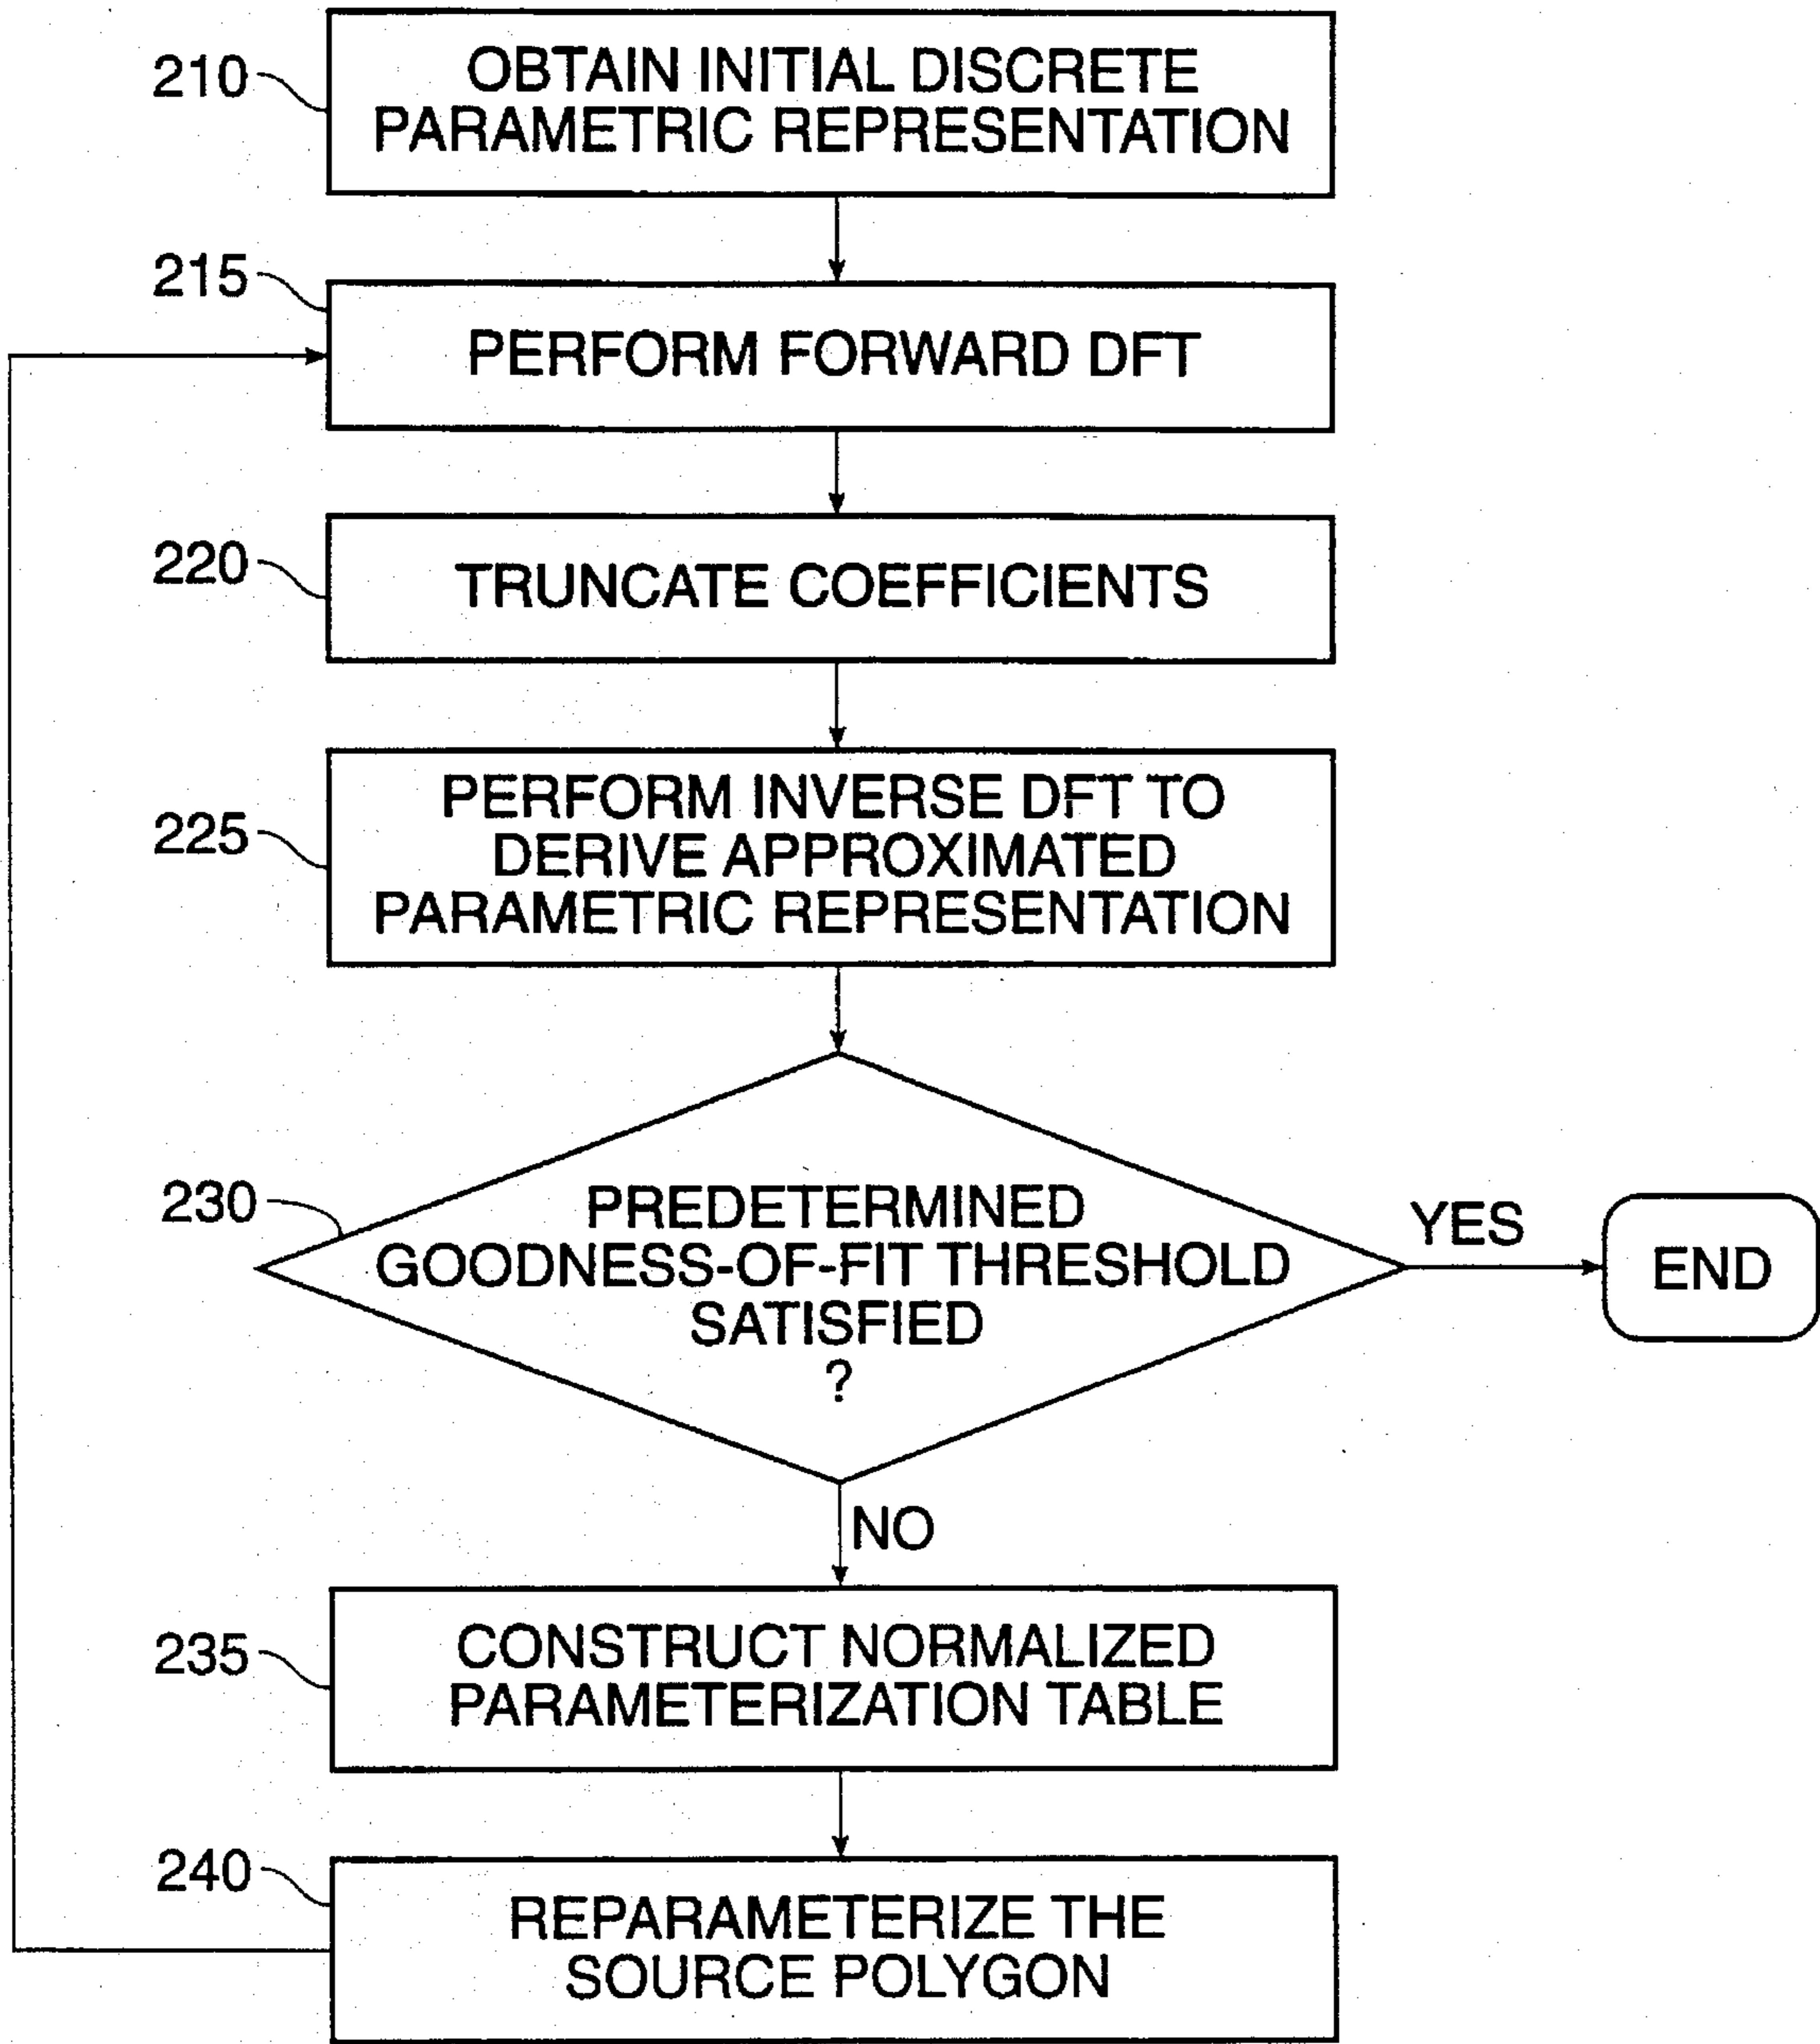 210
OBTAIN INITIAL DISCRETE
PARAMETRIC REPRESENTATION
215
PERFORM FORWARD DFT
220
TRUNCATE COEFFICIENTS
225
PERFORM INVERSE DFT TO
DERIVE APPROXIMATED
PARAMETRIC REPRESENTATION
230
PREDETERMINED
GOODNESS-OF-FIT THRESHOLD
SATISFIED
?
YES
END
NO
235
CONSTRUCT NORMALIZED
PARAMETERIZATION TABLE
240
REPARAMETERIZE THE
SOURCE POLYGON